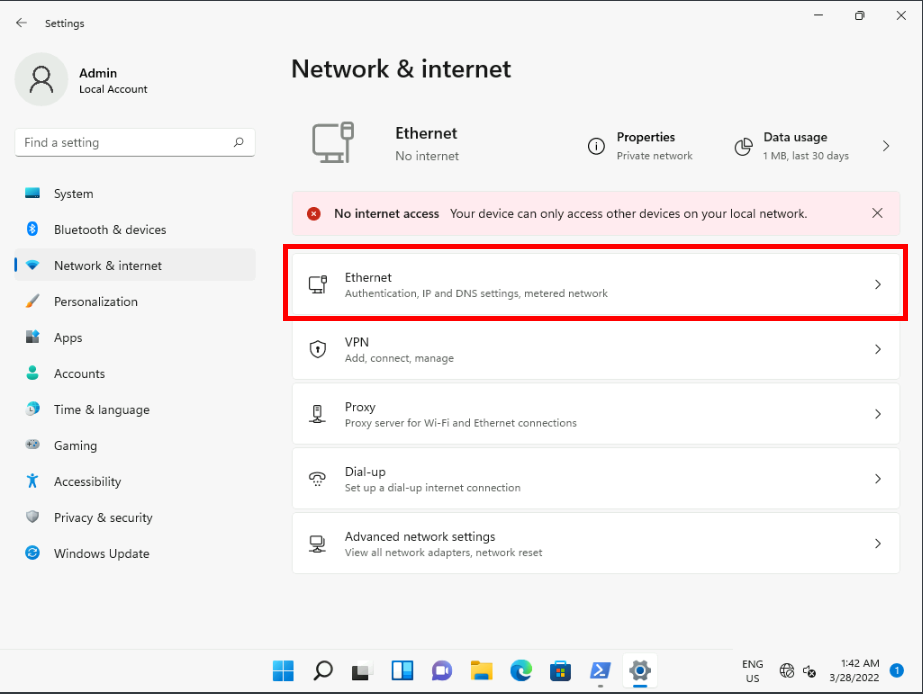 Settings
Admin
Local Account
Find a setting
System
Bluetooth & devices
Network & internet
Personalization
Apps
Accounts
Time & language
Gaming
Accessibility
Privacy & security
Windows Update
Network & internet
Ethernet
No internet
Properties
Private network
Data usage
1 MB, last 30 days
No internet access Your device can only access other devices on your local network.
Ethernet
Authentication, IP and DNS settings, metered network
VPN
Add, connect, manage
Proxy
Proxy server for Wi-Fi and Ethernet connections
Dial-up
Set up a dial-up internet connection
Advanced network settings
View all network adapters, network reset
ENG
US
1:42 AM
3/28/2022
1